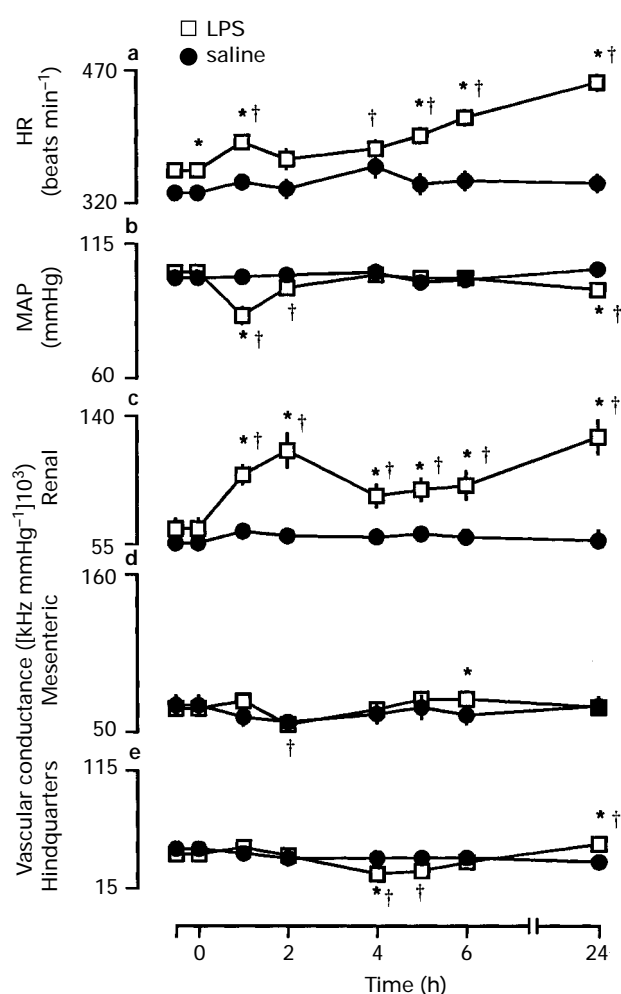 LPS
saline
a
470
* † * † * † * † †
*
HR
(beats min⁻¹)
320
b
115
MAP
(mmHg)
* † † * †
60
c
140
* † * † * † * † * † * †
Renal
55
d
160
Mesenteric
*
50
†
e
115
Hindquarters
* †
15
*† †
Vascular conductance ([kHz mmHg⁻¹]10³)
0 2 4 6 24
Time (h)